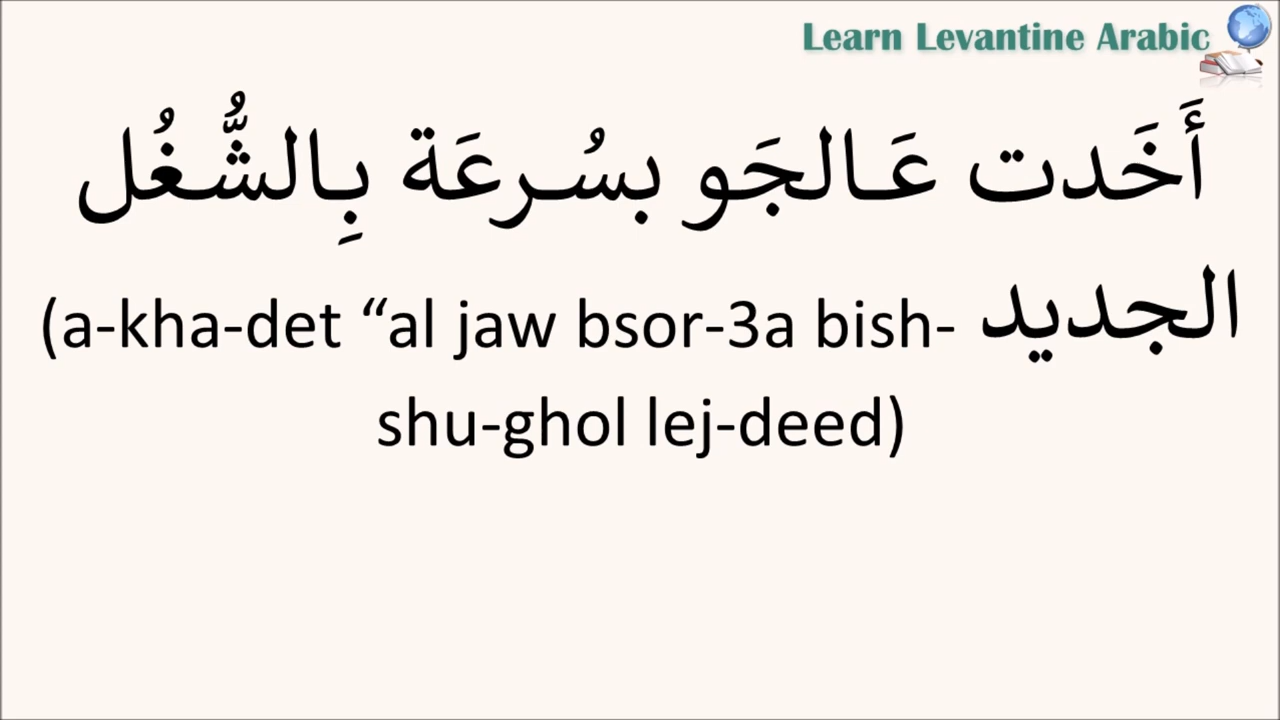 Learn Levantine Arabic
أَخَدت عَـالجَو بسُـرعَة بِـالشُّغُل
الجديد (a-kha-det “al jaw bsor-3a bish-
shu-ghol lej-deed)